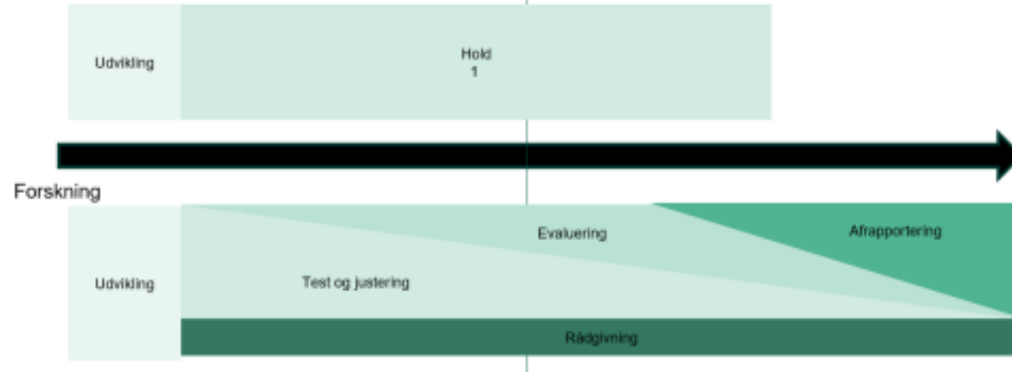 Udvikling
Hold
1
Forskning
Evaluering
Afrapportering
Udvikling
Test og justering
Rådgivning